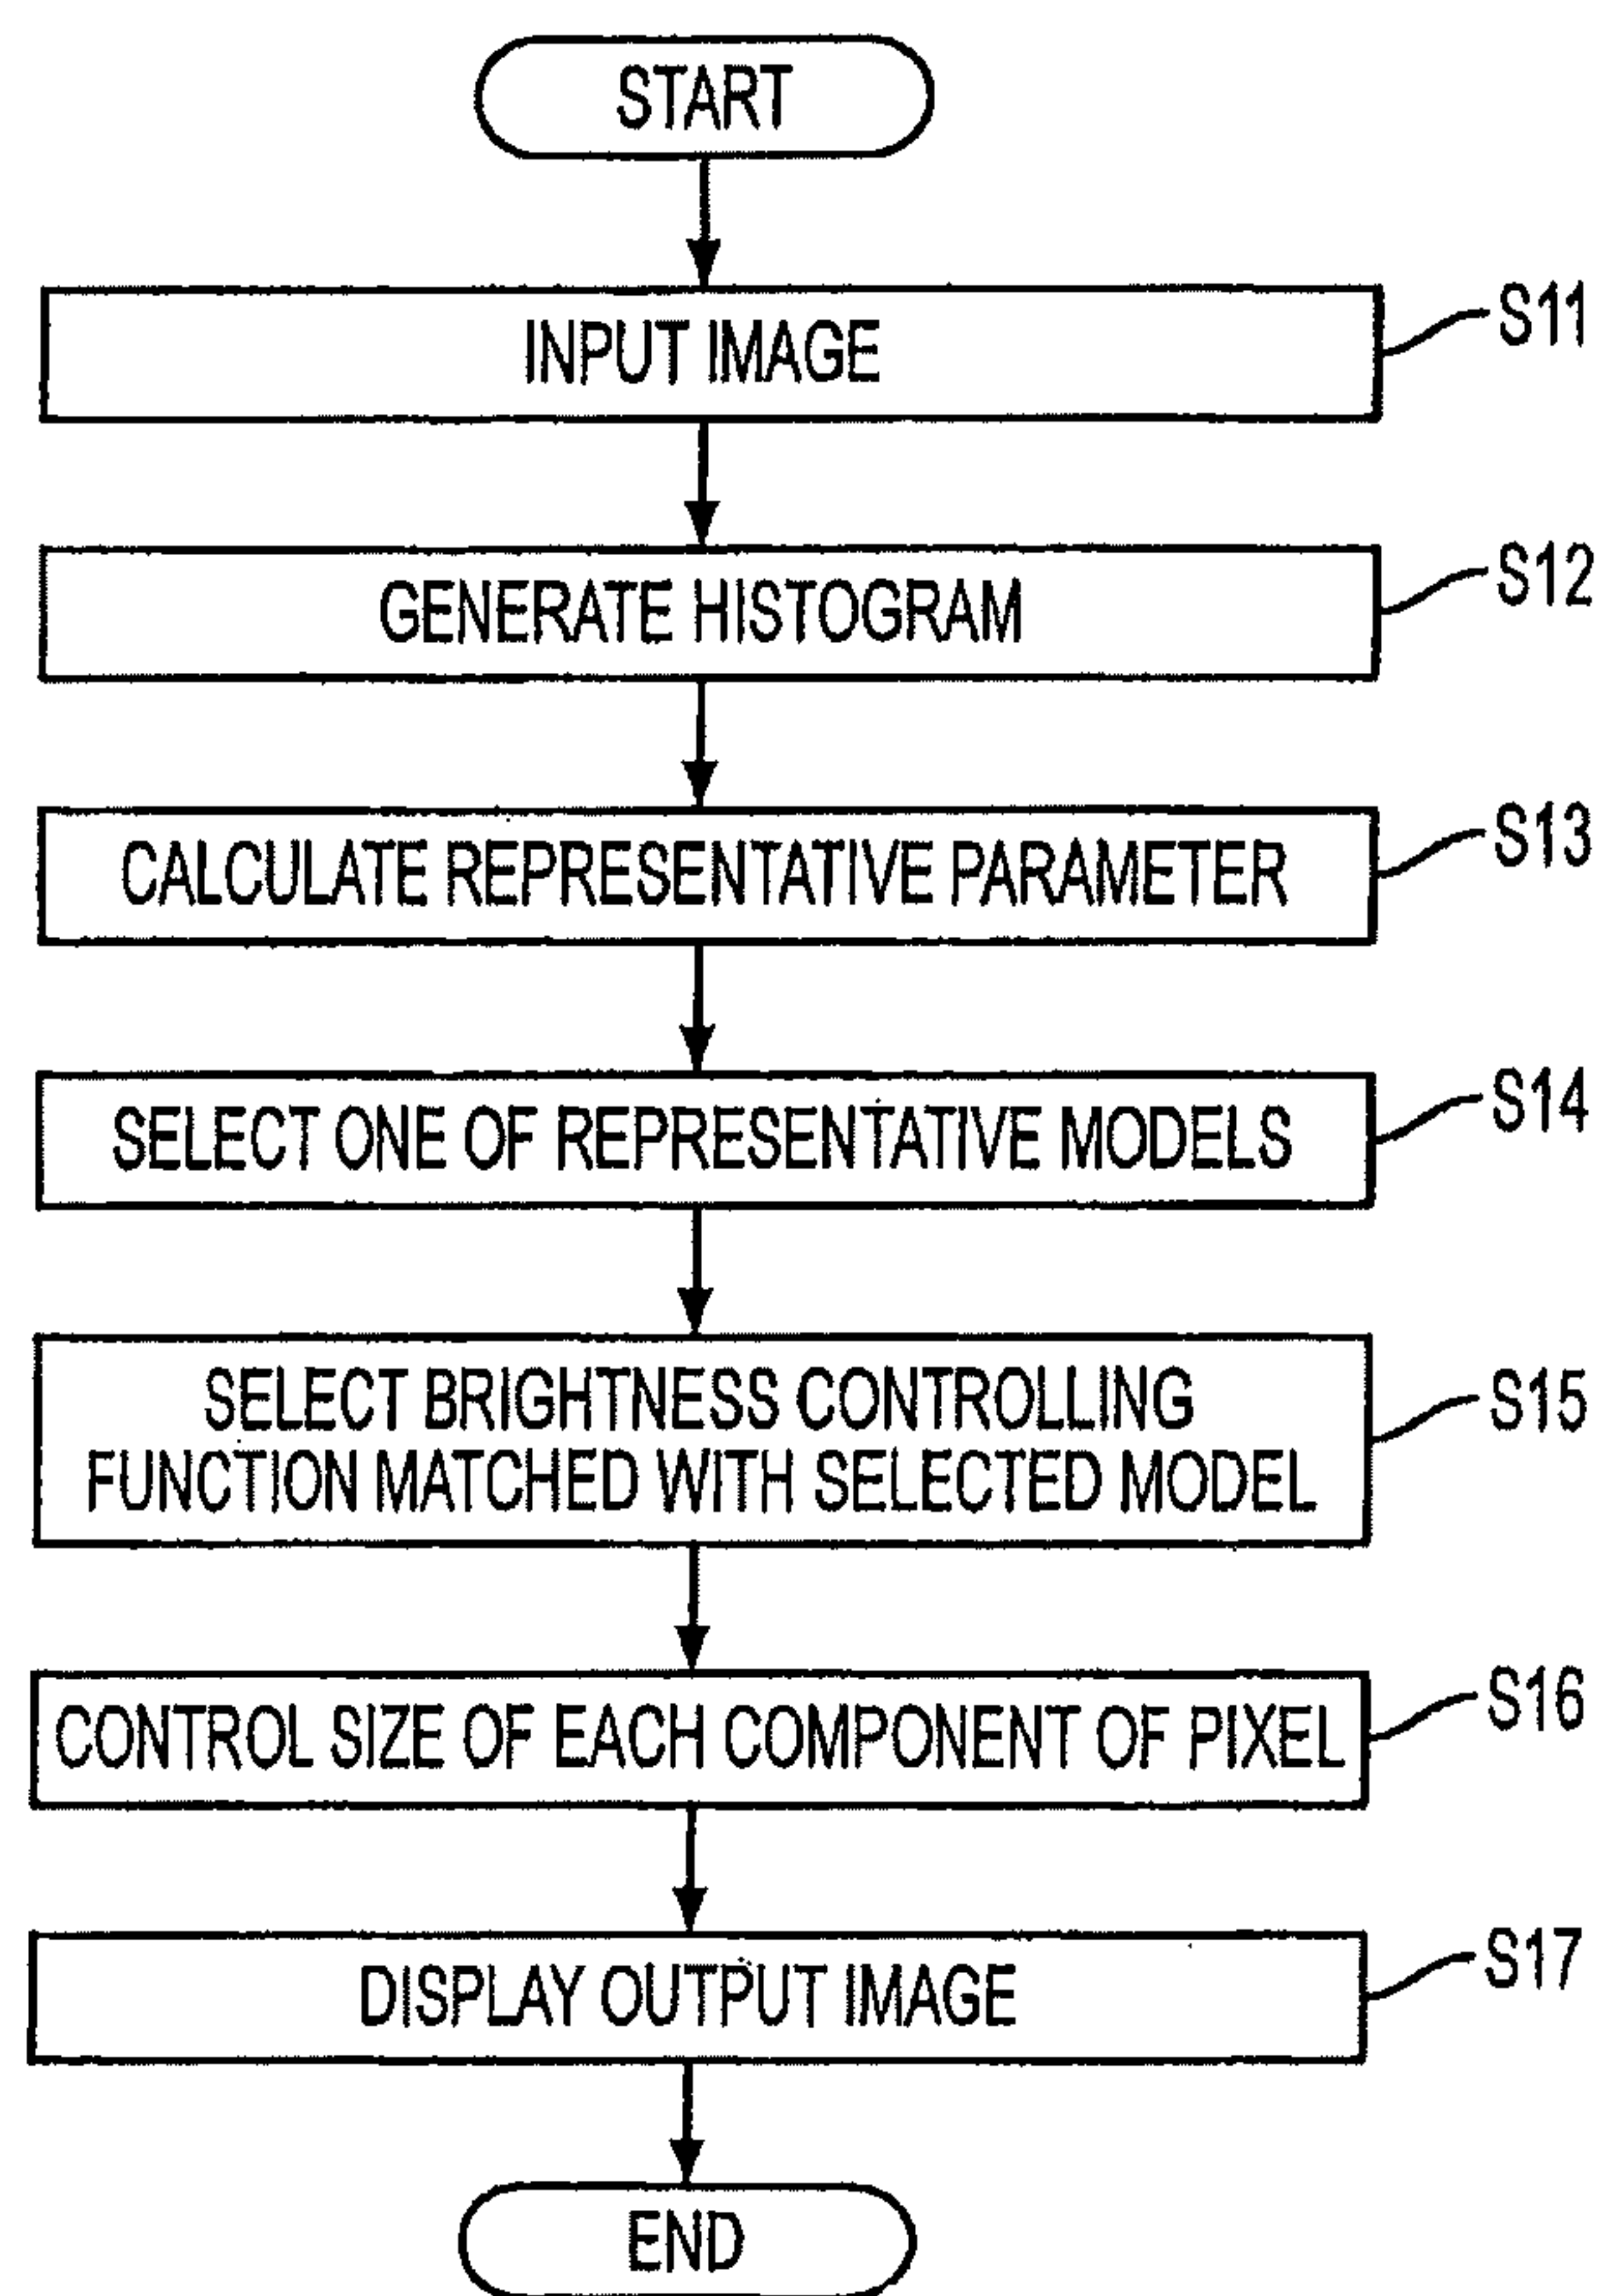 START
INPUT IMAGE
S11
GENERATE HISTOGRAM
S12
CALCULATE REPRESENTATIVE PARAMETER
S13
SELECT ONE OF REPRESENTATIVE MODELS
S14
SELECT BRIGHTNESS CONTROLLING
FUNCTION MATCHED WITH SELECTED MODEL
S15
CONTROL SIZE OF EACH COMPONENT OF PIXEL
S16
DISPLAY OUTPUT IMAGE
S17
END